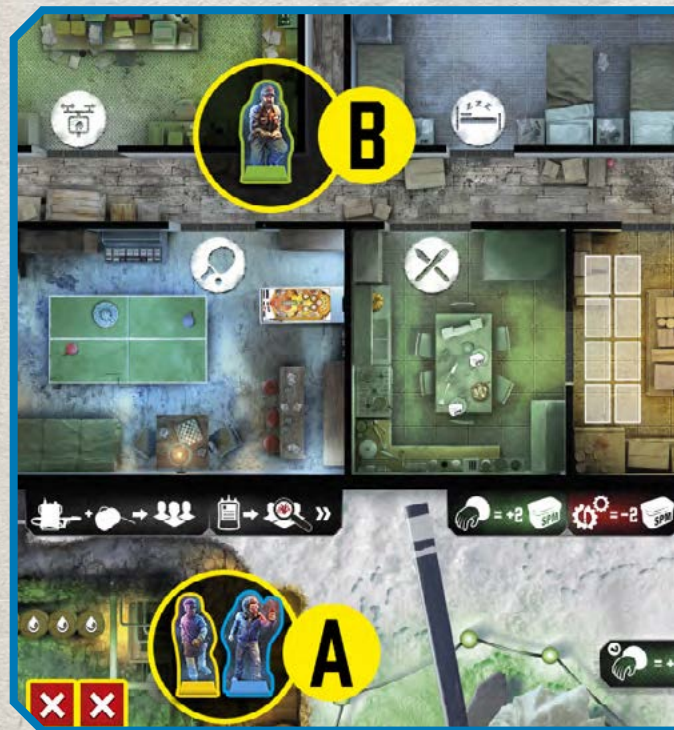 B
z z z
= +2 SPM
= -2 SPM
A
= +